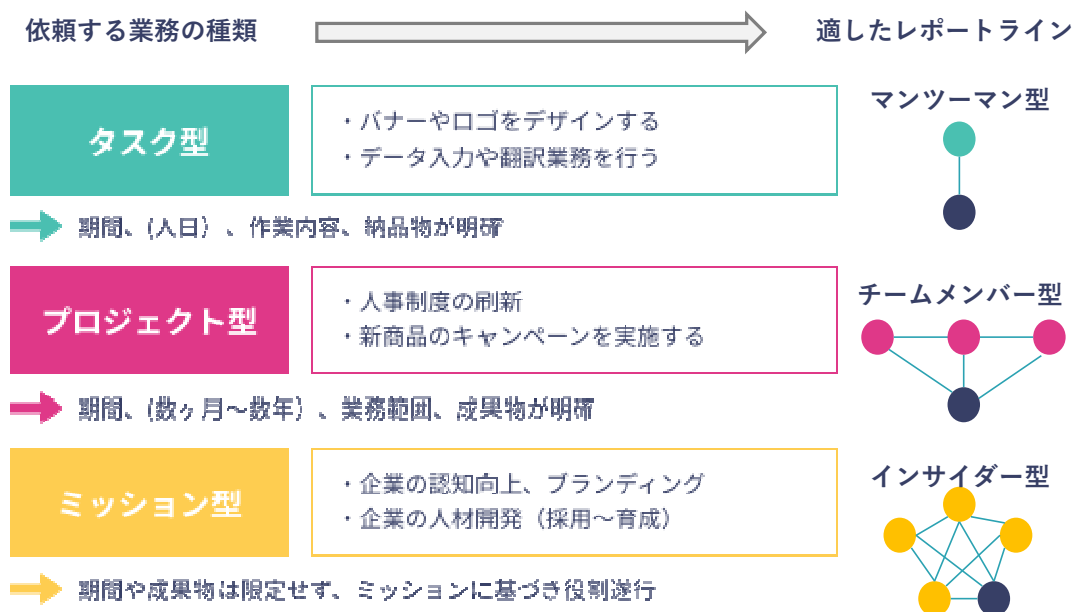 依頼する業務の種類
適したレポートライン
タスク型
・バナーやロゴをデザインする
・データ入力や翻訳業務を行う
マンツーマン型
期間、(人日）、作業内容、納品物が明確
プロジェクト型
・人事制度の刷新
・新商品のキャンペーンを実施する
チームメンバー型
期間、(数ヶ月〜数年）、業務範囲、成果物が明確
ミッション型
・企業の認知向上、ブランディング
・企業の人材開発（採用〜育成）
インサイダー型
期間や成果物は限定せず、ミッションに基づき役割遂行